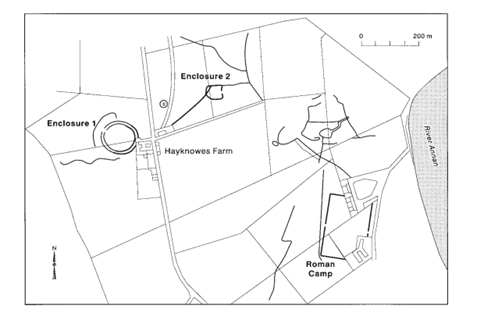 0 200 m
Enclosure 2
Enclosure 1
Hayknowes Farm
River Annan
N
Roman
Camp